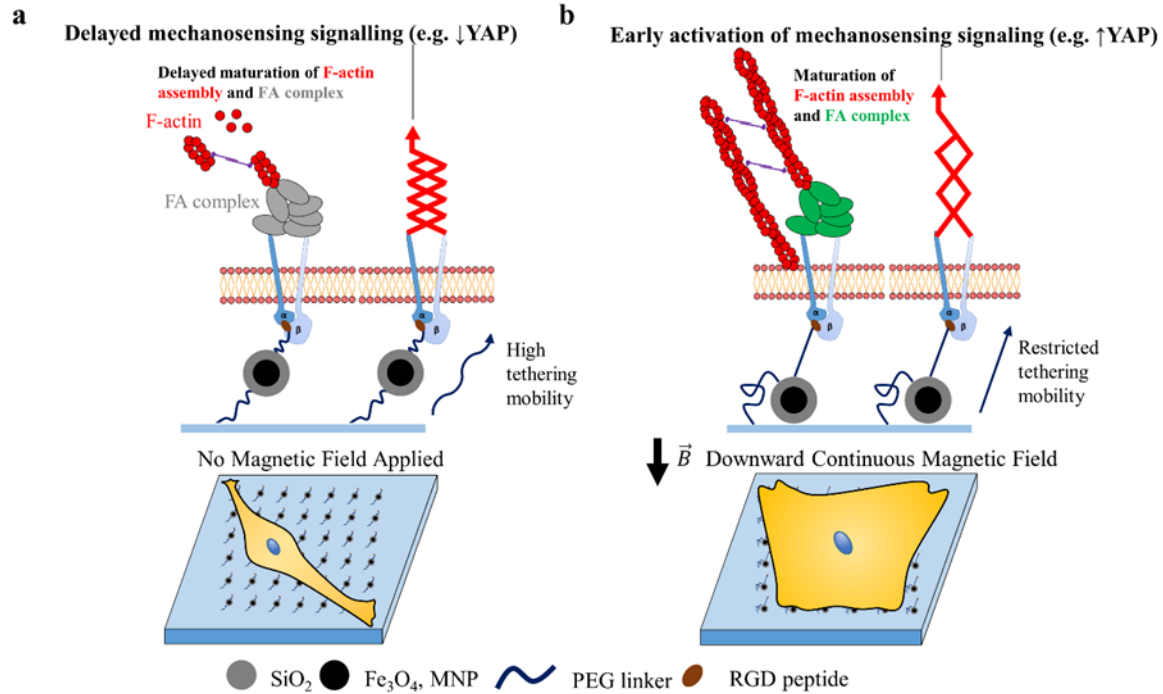 a
Delayed mechanosensing signalling (e.g. ↓YAP)
Delayed maturation of F-actin
assembly and FA complex
F-actin
FA complex
α
β
α
β
High
tethering
mobility
No Magnetic Field Applied
b
Early activation of mechanosensing signaling (e.g. ↑YAP)
Maturation of
F-actin assembly
and FA complex
α
β
α
β
Restricted
tethering
mobility
B⃗ Downward Continuous Magnetic Field
SiO₂ Fe₃O₄, MNP PEG linker RGD peptide